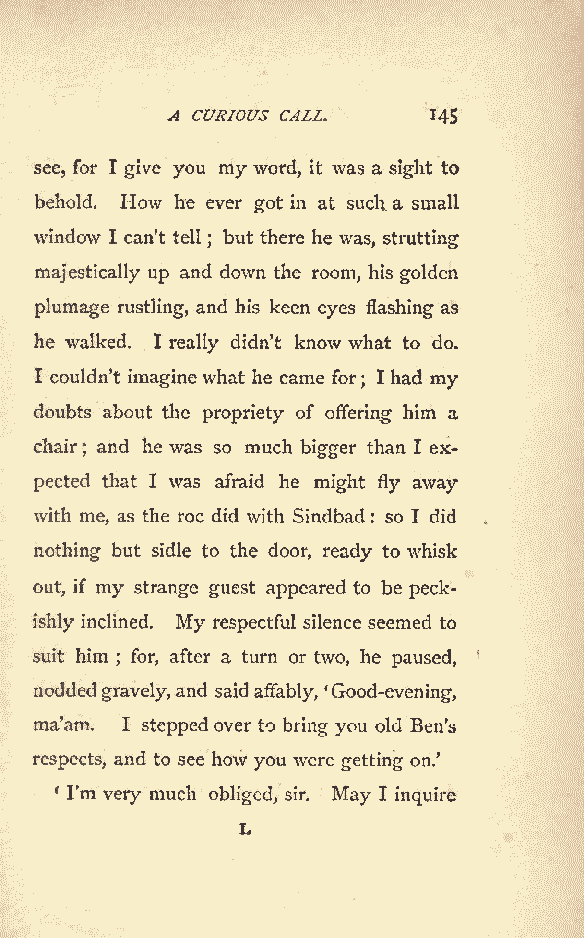 A CURIOUS CALL. 145
see, for I give you my word, it was a sight to
behold. How he ever got in at such a small
window I can't tell ; but there he was, strutting
majestically up and down the room, his golden
plumage rustling, and his keen eyes flashing as
he walked. I really didn't know what to do.
I couldn't imagine what he came for ; I had my
doubts about the propriety of offering him a
chair ; and he was so much bigger than I ex-
pected that I was afraid he might fly away
with me, as the roc did with Sindbad : so I did
nothing but sidle to the door, ready to whisk
out, if my strange guest appeared to be peck-
ishly inclined. My respectful silence seemed to
suit him ; for, after a turn or two, he paused,
nodded gravely, and said affably, 'Good-evening,
ma'am. I stepped over to bring you old Ben's
respects, and to see how you were getting on.'
'I'm very much obliged, sir. May I inquire
L